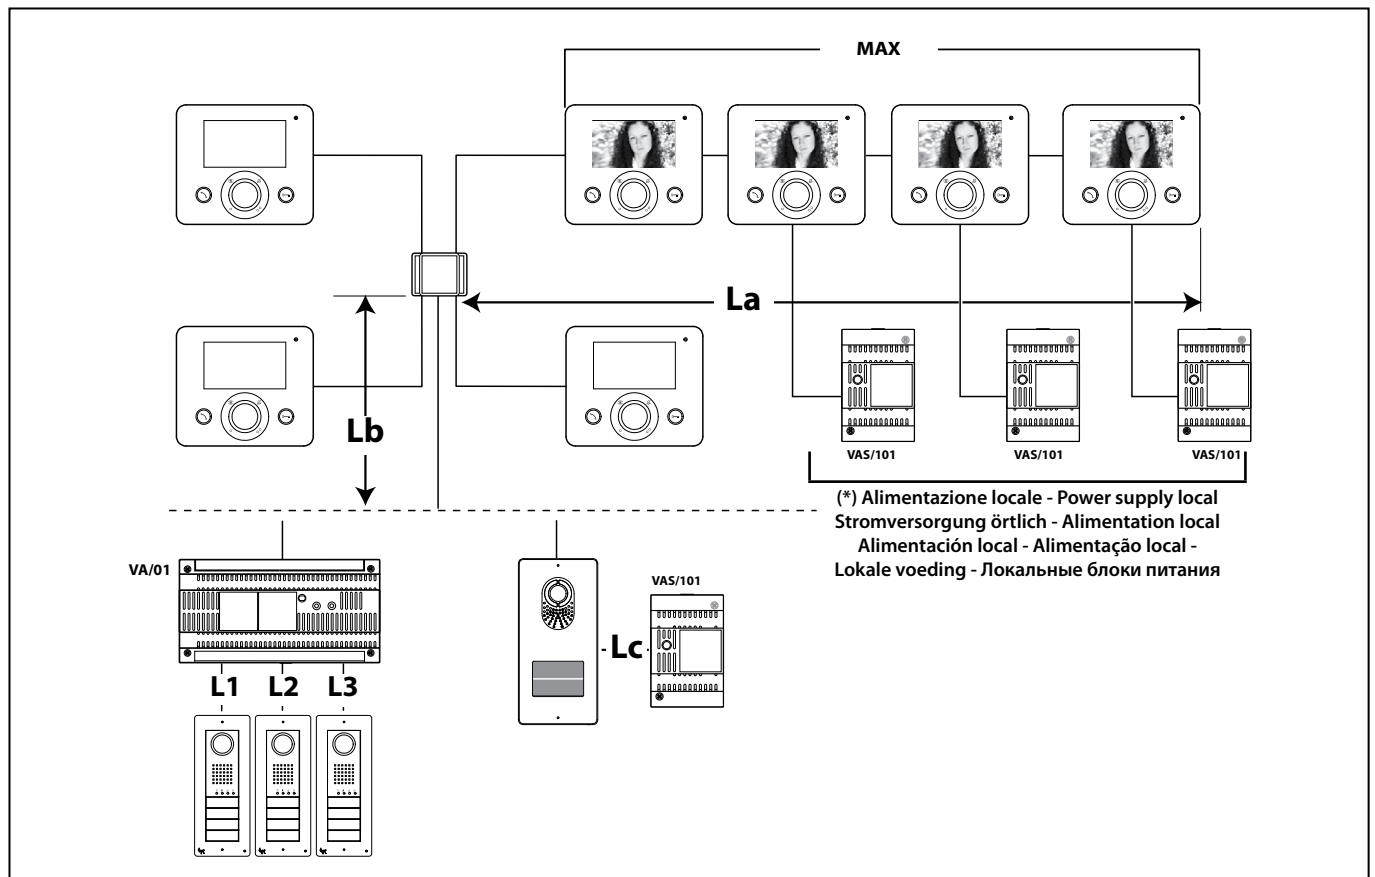 MAX
La
Lb
VAS/101
VAS/101
VAS/101
(*) Alimentazione locale - Power supply local
Stromversorgung örtlich - Alimentation local
Alimentación local - Alimentação local -
Lokale voeding - Локальные блоки питания
VA/01
VAS/101
Lc
L1
L2
L3